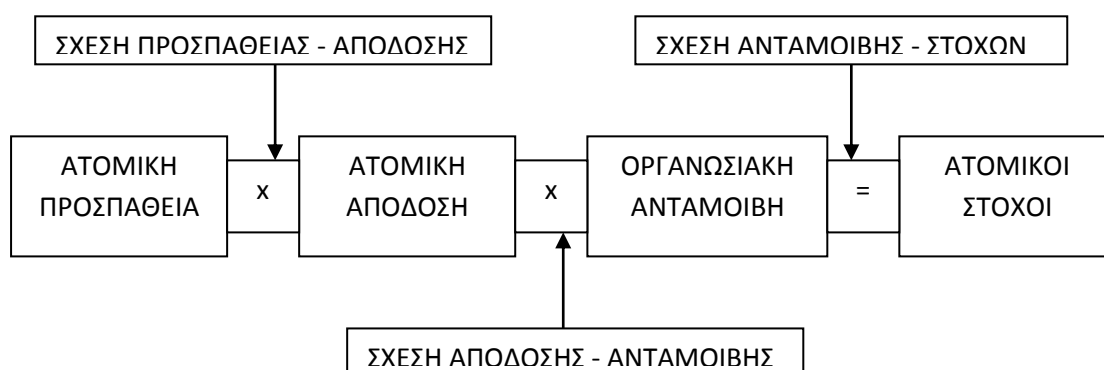 ΣΧΕΣΗ ΠΡΟΣΠΑΘΕΙΑΣ - ΑΠΟΔΟΣΗΣ
ΣΧΕΣΗ ΑΝΤΑΜΟΙΒΗΣ - ΣΤΟΧΩΝ
ΑΤΟΜΙΚΗ
ΠΡΟΣΠΑΘΕΙΑ
x
ΑΤΟΜΙΚΗ
ΑΠΟΔΟΣΗ
x
ΟΡΓΑΝΩΣΙΑΚΗ
ΑΝΤΑΜΟΙΒΗ
=
ΑΤΟΜΙΚΟΙ
ΣΤΟΧΟΙ
ΣΧΕΣΗ ΑΠΟΔΟΣΗΣ - ΑΝΤΑΜΟΙΒΗΣ